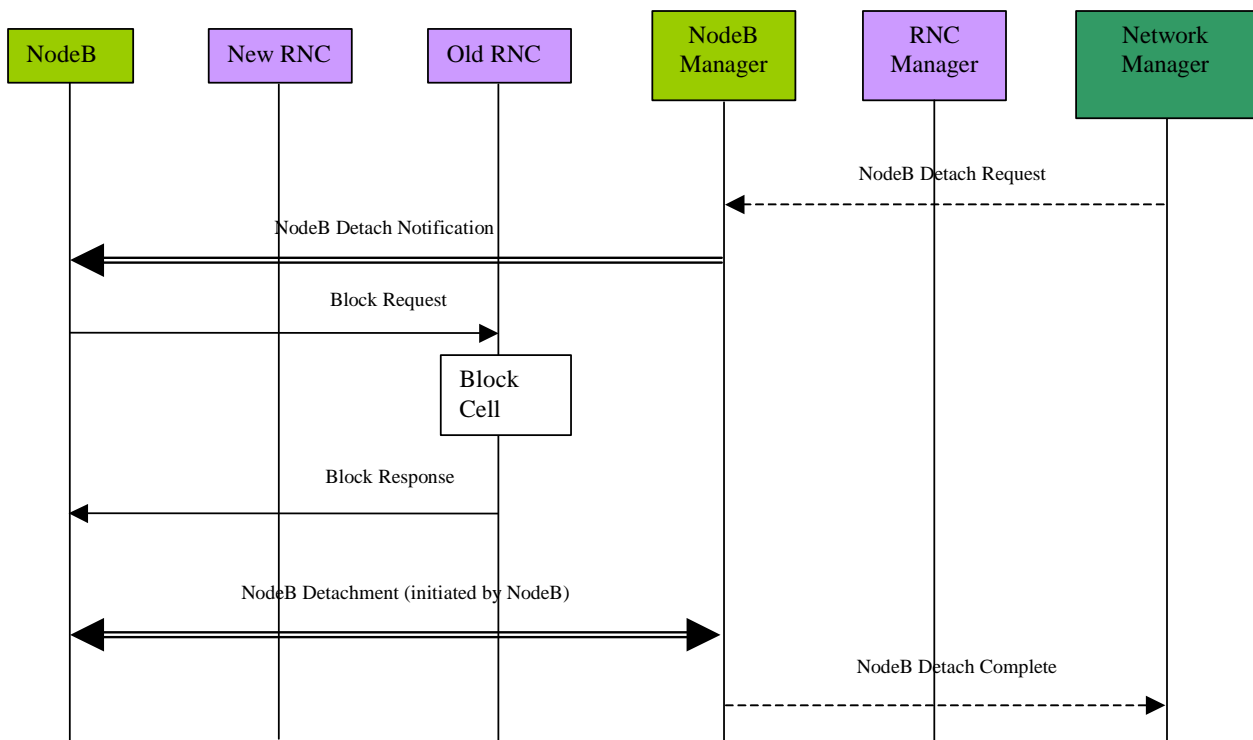 NodeB
New RNC
Old RNC
NodeB
Manager
RNC
Manager
Network
Manager
NodeB Detach Request
NodeB Detach Notification
Block Request
Block
Cell
Block Response
NodeB Detachment (initiated by NodeB)
NodeB Detach Complete